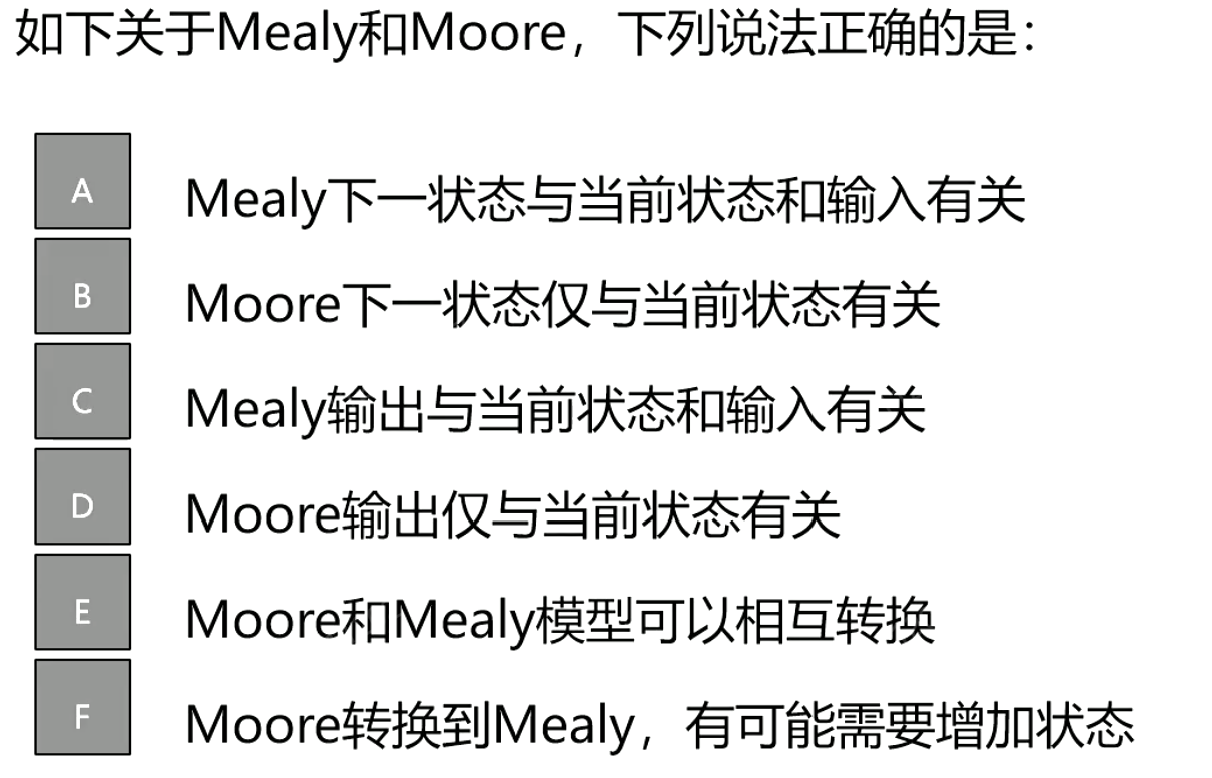 如下关于Mealy和Moore，下列说法正确的是：
A Mealy下一状态与当前状态和输入有关
B Moore下一状态仅与当前状态有关
C Mealy输出与当前状态和输入有关
D Moore输出仅与当前状态有关
E Moore和Mealy模型可以相互转换
F Moore转换到Mealy，有可能需要增加状态